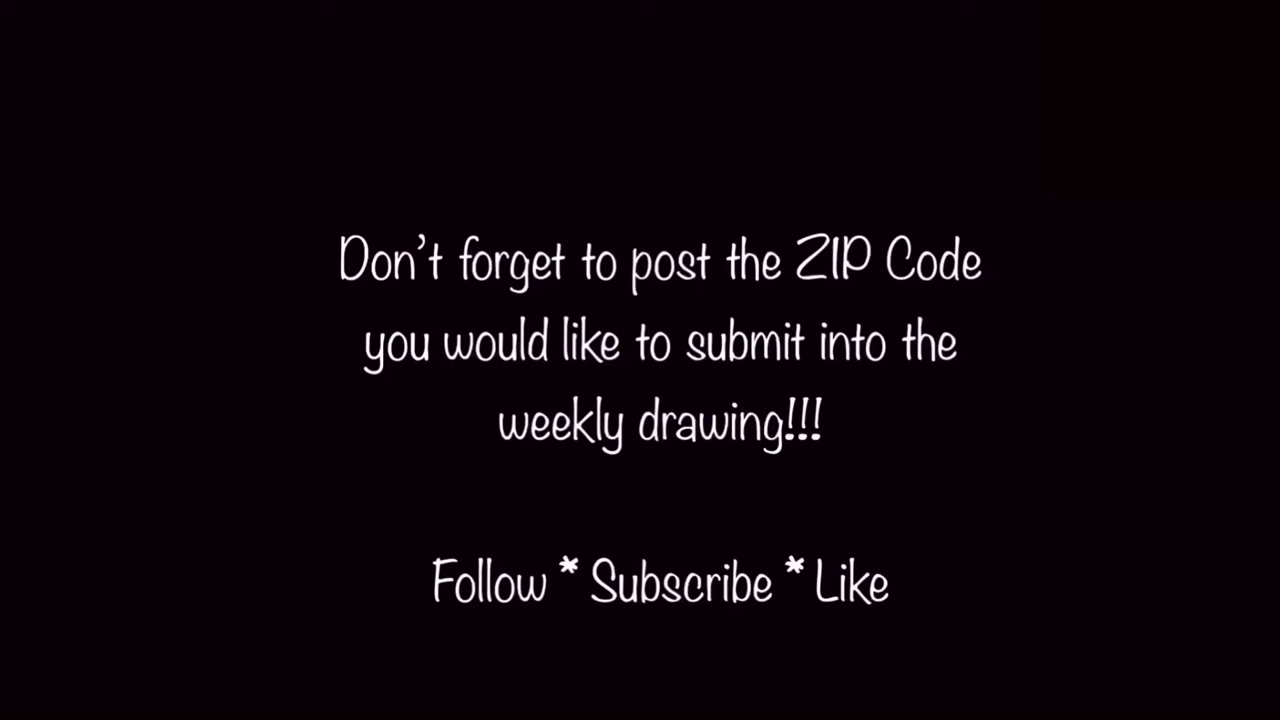 Don't forget to post the ZIP Code
you would like to submit into the
weekly drawing!!!
Follow * Subscribe * Like